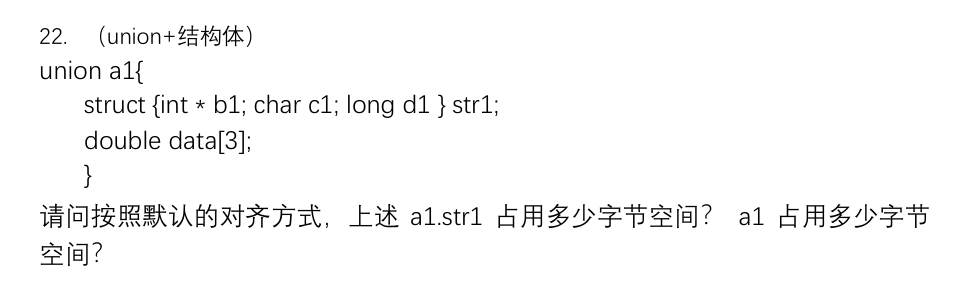 22. （union+结构体）
union a1{
struct {int * b1; char c1; long d1 } str1;
double data[3];
}
请问按照默认的对齐方式，上述 a1.str1 占用多少字节空间？ a1 占用多少字节
空间？